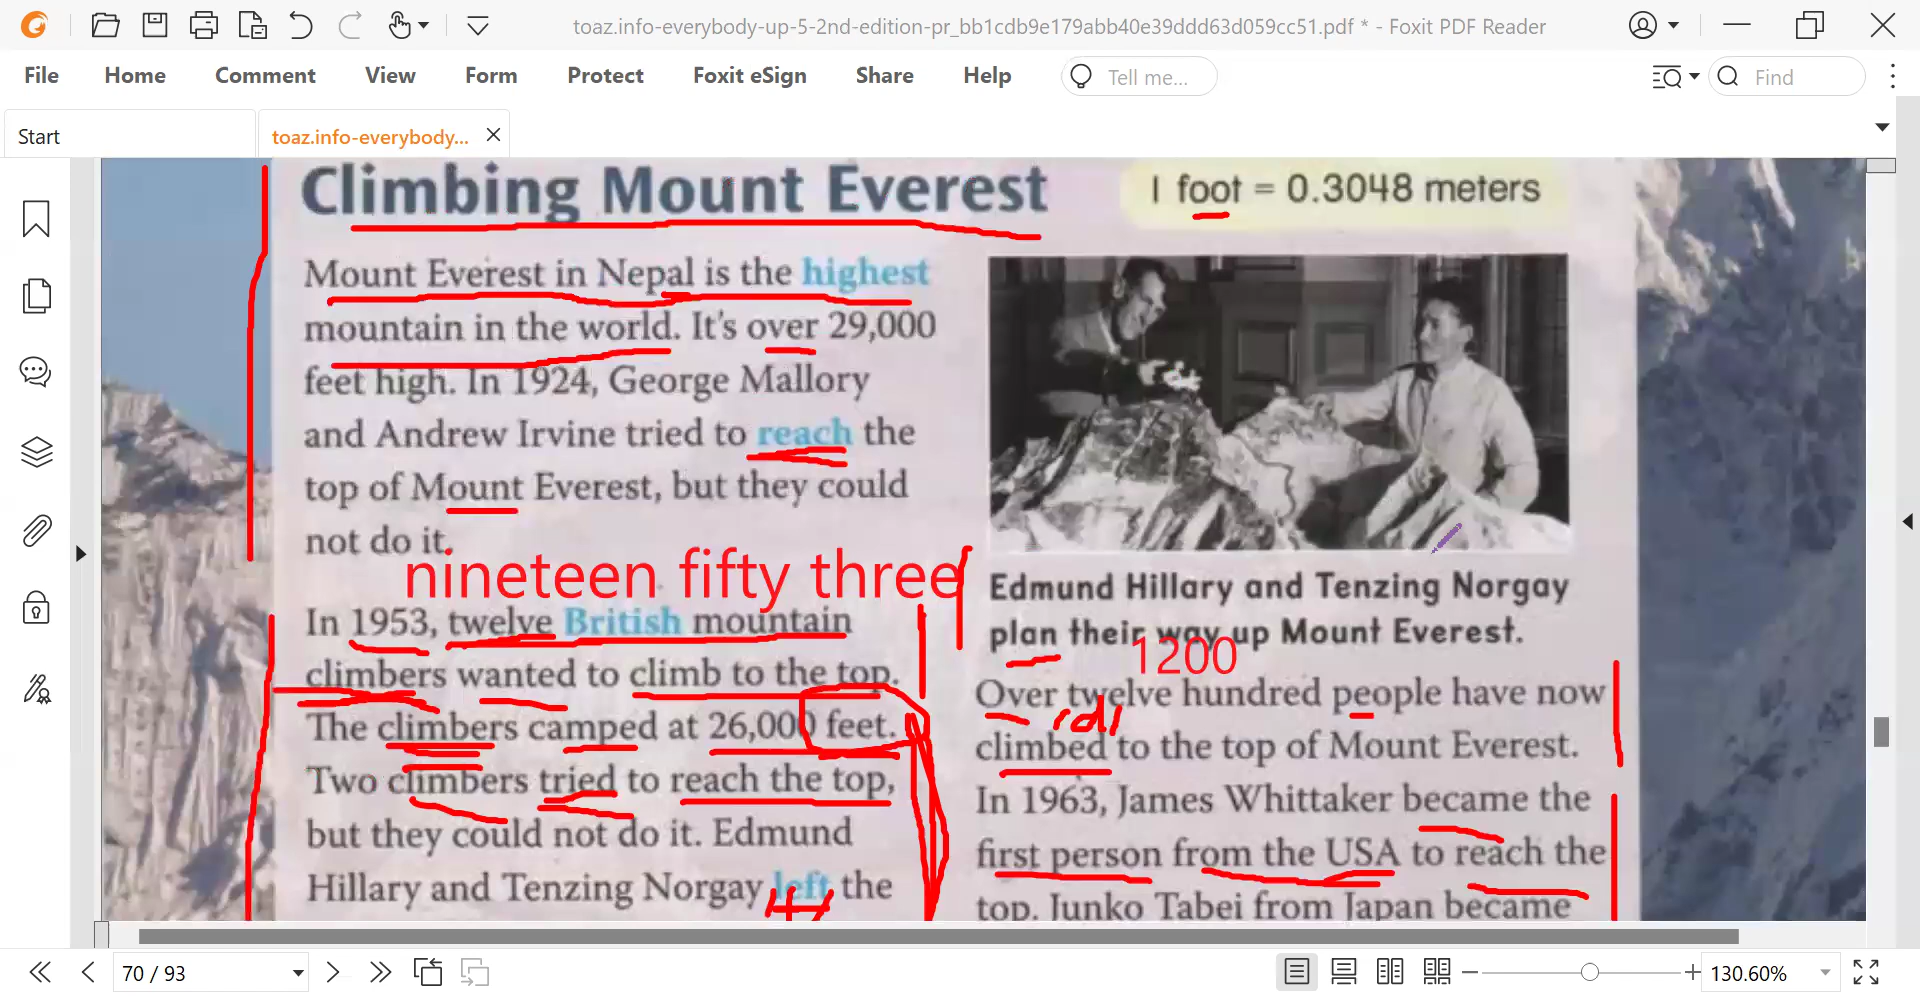 toaz.info-everybody-up-5-2nd-edition-pr_bb1cdb9e179abb40e39ddd63d059cc51.pdf * - Foxit PDF Reader
File Home Comment View Form Protect Foxit eSign Share Help Tell me... Find
Start toaz.info-everybody...
Climbing Mount Everest
1 foot = 0.3048 meters
Mount Everest in Nepal is the highest
mountain in the world. It's over 29,000
feet high. In 1924, George Mallory
and Andrew Irvine tried to reach the
top of Mount Everest, but they could
not do it.
nineteen fifty three
In 1953, twelve British mountain
climbers wanted to climb to the top.
The climbers camped at 26,000 feet.
Two climbers tried to reach the top,
but they could not do it. Edmund
Hillary and Tenzing Norgay left the
Edmund Hillary and Tenzing Norgay
plan their way up Mount Everest.
1200
Over twelve hundred people have now
climbed to the top of Mount Everest.
In 1963, James Whittaker became the
first person from the USA to reach the
top. Junko Tabei from Japan became
70 / 93
130.60%